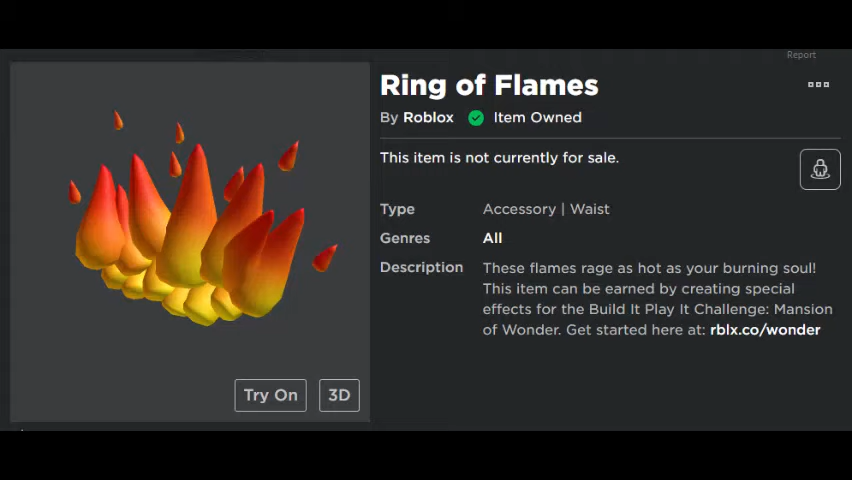 Report
Ring of Flames
By Roblox Item Owned
This item is not currently for sale.
Type Accessory | Waist
Genres All
Description These flames rage as hot as your burning soul!
This item can be earned by creating special
effects for the Build It Play It Challenge: Mansion
of Wonder. Get started here at: rblx.co/wonder
Try On 3D